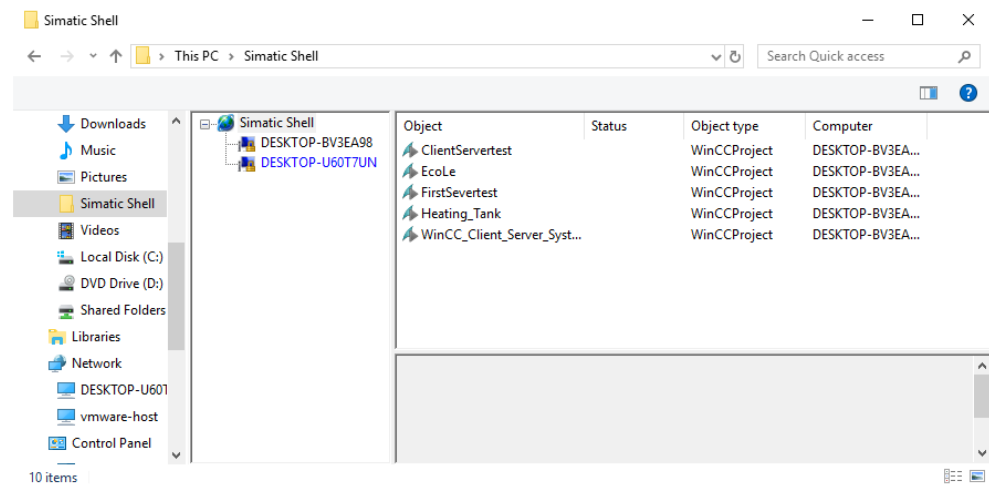 Simatic Shell
This PC > Simatic Shell
Search Quick access
Downloads
Music
Pictures
Simatic Shell
Videos
Local Disk (C:)
DVD Drive (D:)
Shared Folders
Libraries
Network
DESKTOP-U60T
vmware-host
Control Panel
Simatic Shell
DESKTOP-BV3EA98
DESKTOP-U60T7UN
Object Status Object type Computer
ClientServertest WinCCProject DESKTOP-BV3EA...
EcoLe WinCCProject DESKTOP-BV3EA...
FirstSevertest WinCCProject DESKTOP-BV3EA...
Heating_Tank WinCCProject DESKTOP-BV3EA...
WinCC_Client_Server_Syst... WinCCProject DESKTOP-BV3EA...
10 items